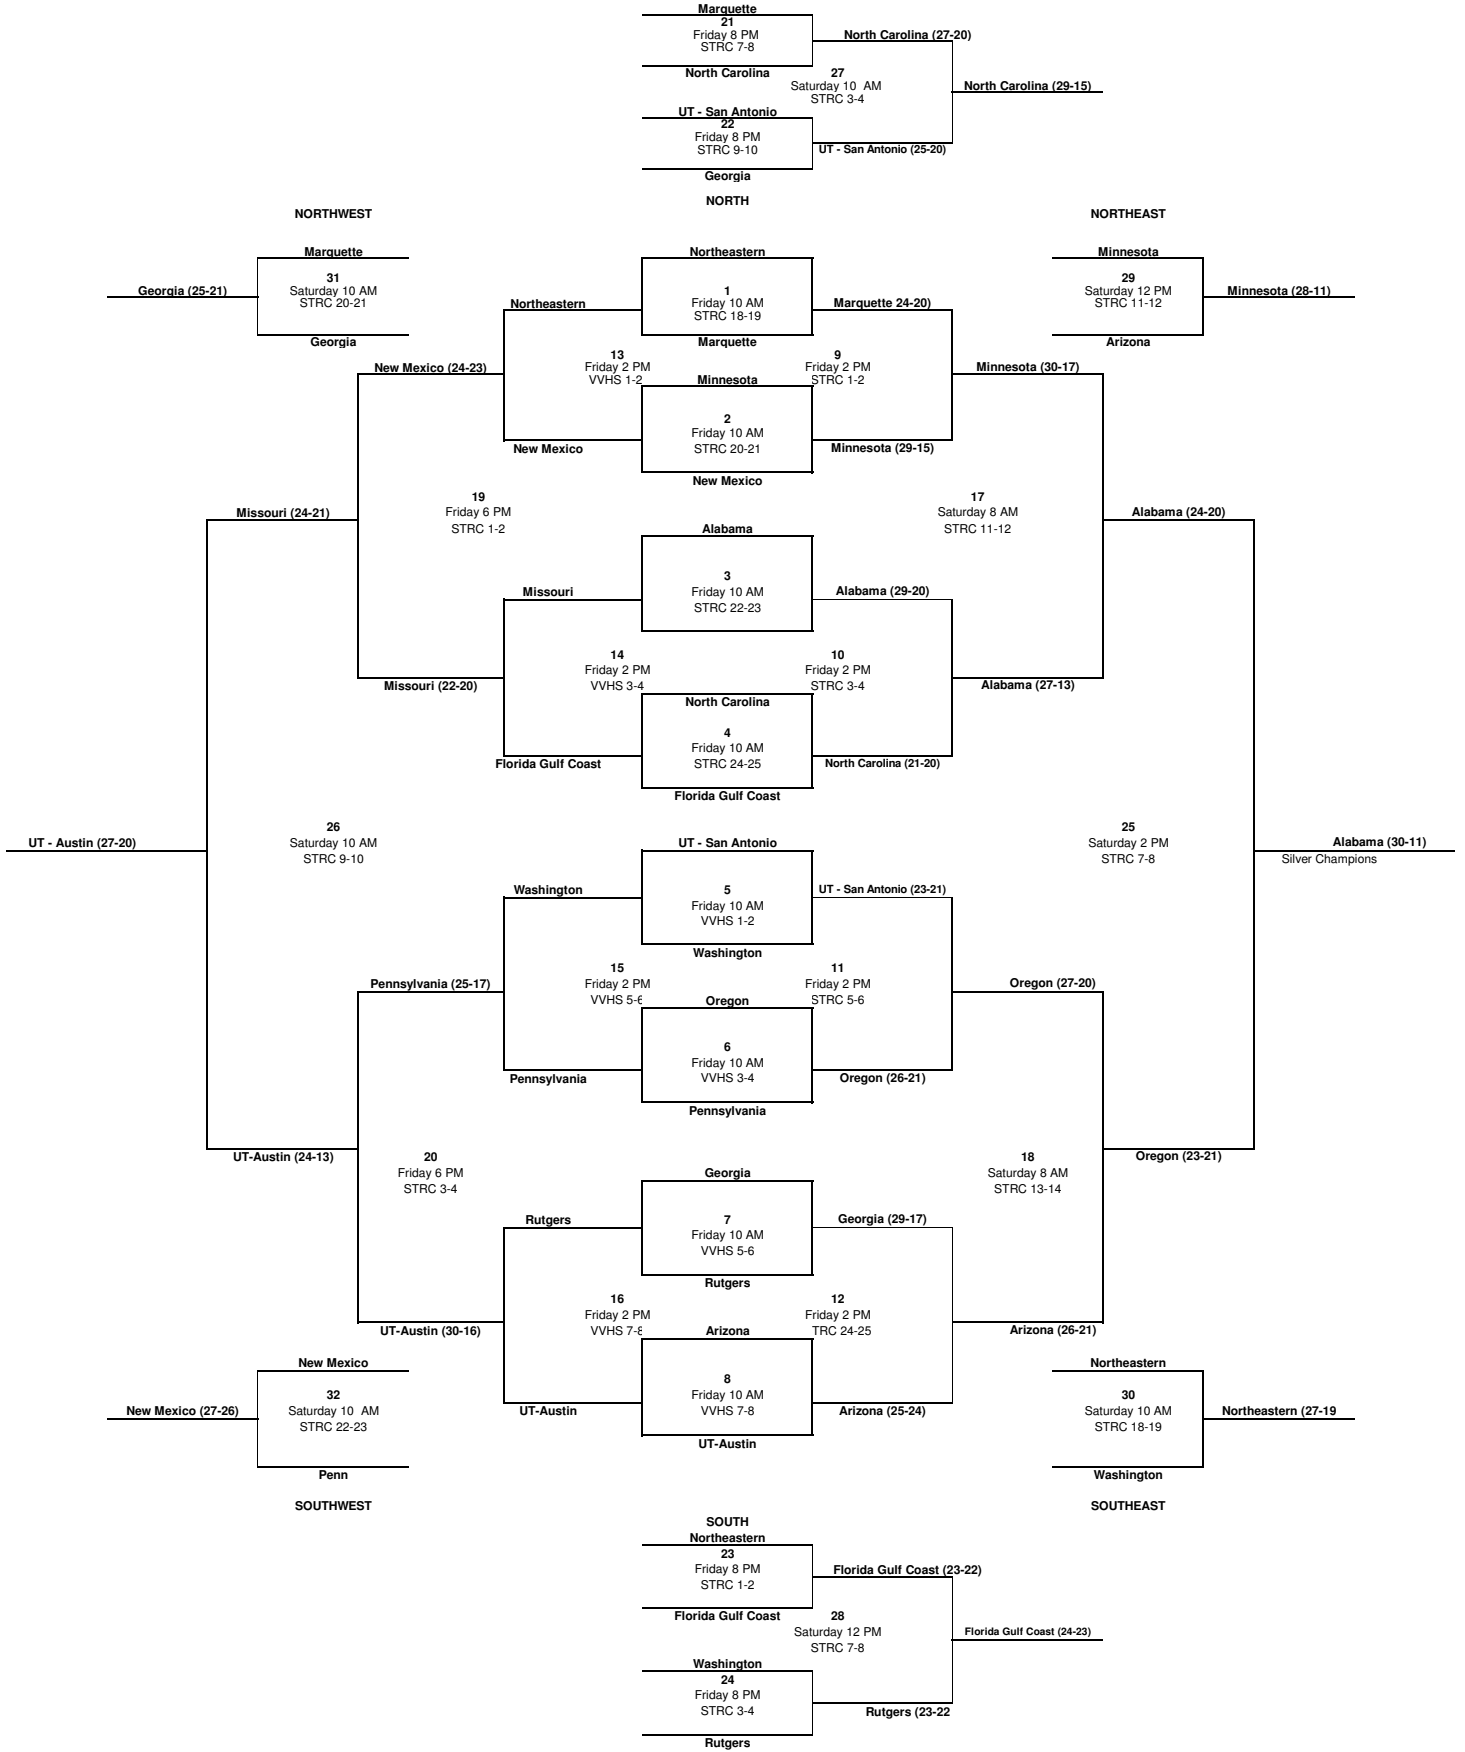 Marquette
21
Friday 8 PM
STRC 7-8
North Carolina (27-20)
North Carolina
27
Saturday 10  AM
STRC 3-4
North Carolina (29-15)
UT - San Antonio
22
Friday 8 PM
STRC 9-10
UT - San Antonio (25-20)
Georgia
NORTH
NORTHWEST
NORTHEAST
Marquette
31
Saturday 10 AM
STRC 20-21
Georgia (25-21)
Georgia
Northeastern
1
Friday 10 AM
STRC 18-19
Marquette
Northeastern
Marquette 24-20)
Minnesota
29
Saturday 12 PM
STRC 11-12
Minnesota (28-11)
Arizona
New Mexico (24-23)
13
Friday 2 PM
VVHS 1-2
9
Friday 2 PM
STRC 1-2
Minnesota (30-17)
Minnesota
2
Friday 10 AM
STRC 20-21
New Mexico
New Mexico
Minnesota (29-15)
Missouri (24-21)
19
Friday 6 PM
STRC 1-2
17
Saturday 8 AM
STRC 11-12
Alabama (24-20)
Alabama
3
Friday 10 AM
STRC 22-23
Missouri
Alabama (29-20)
14
Friday 2 PM
VVHS 3-4
10
Friday 2 PM
STRC 3-4
Missouri (22-20)
Alabama (27-13)
North Carolina
4
Friday 10 AM
STRC 24-25
Florida Gulf Coast
Florida Gulf Coast
North Carolina (21-20)
UT - Austin (27-20)
26
Saturday 10 AM
STRC 9-10
25
Saturday 2 PM
STRC 7-8
Alabama (30-11)
Silver Champions
UT - San Antonio
5
Friday 10 AM
VVHS 1-2
Washington
Washington
UT - San Antonio (23-21)
15
Friday 2 PM
VVHS 5-6
11
Friday 2 PM
STRC 5-6
Pennsylvania (25-17)
Oregon (27-20)
Oregon
6
Friday 10 AM
VVHS 3-4
Pennsylvania
Pennsylvania
Oregon (26-21)
UT-Austin (24-13)
20
Friday 6 PM
STRC 3-4
18
Saturday 8 AM
STRC 13-14
Oregon (23-21)
Georgia
7
Friday 10 AM
VVHS 5-6
Rutgers
Rutgers
Georgia (29-17)
16
Friday 2 PM
VVHS 7-8
12
Friday 2 PM
TRC 24-25
UT-Austin (30-16)
Arizona (26-21)
Arizona
8
Friday 10 AM
VVHS 7-8
UT-Austin
UT-Austin
Arizona (25-24)
New Mexico
32
Saturday 10  AM
STRC 22-23
New Mexico (27-26)
Penn
Northeastern
30
Saturday 10 AM
STRC 18-19
Northeastern (27-19
Washington
SOUTHWEST
SOUTHEAST
SOUTH
Northeastern
23
Friday 8 PM
STRC 1-2
Florida Gulf Coast (23-22)
Florida Gulf Coast
28
Saturday 12 PM
STRC 7-8
Florida Gulf Coast (24-23)
Washington
24
Friday 8 PM
STRC 3-4
Rutgers (23-22
Rutgers